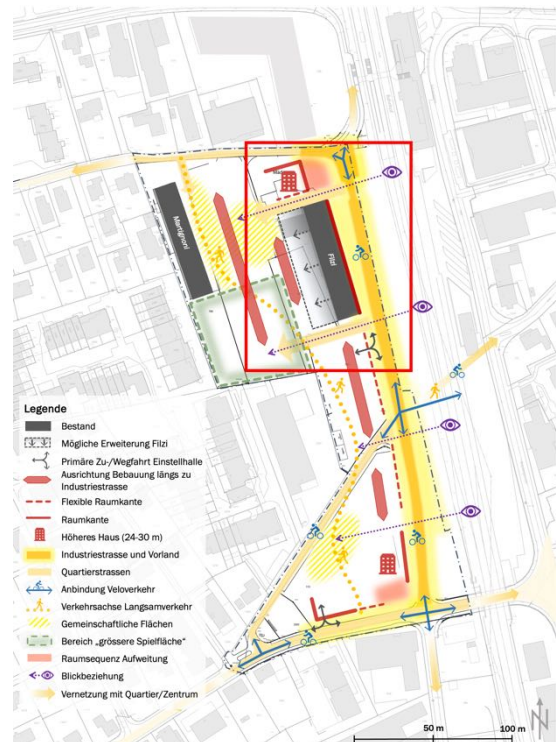 Martignoni
Filzi
Legende
Bestand
Mögliche Erweiterung Filzi
Primäre Zu-/Wegfahrt Einstellhalle
Ausrichtung Bebauung längs zu
Industriestrasse
Flexible Raumkante
Raumkante
Höheres Haus (24-30 m)
Industriestrasse und Vorland
Quartierstrassen
Anbindung Veloverkehr
Verkehrsachse Langsamverkehr
Gemeinschaftliche Flächen
Bereich „grössere Spielfläche“
Raumsequenz Aufweitung
Blickbeziehung
Vernetzung mit Quartier/Zentrum
50 m
100 m
N